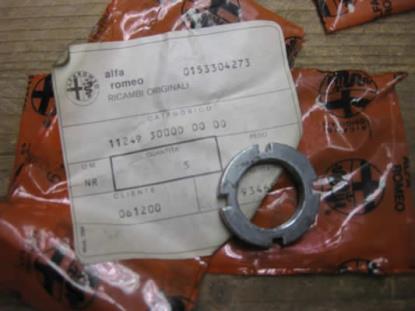 alfa
romeo
0153304273
RICAMBI ORIGINALI
CATEGORICO
11249 30000 00 00
U.M.
QUANTITA'
PESO
NR
5
CLIENTE
061200
ROMEO